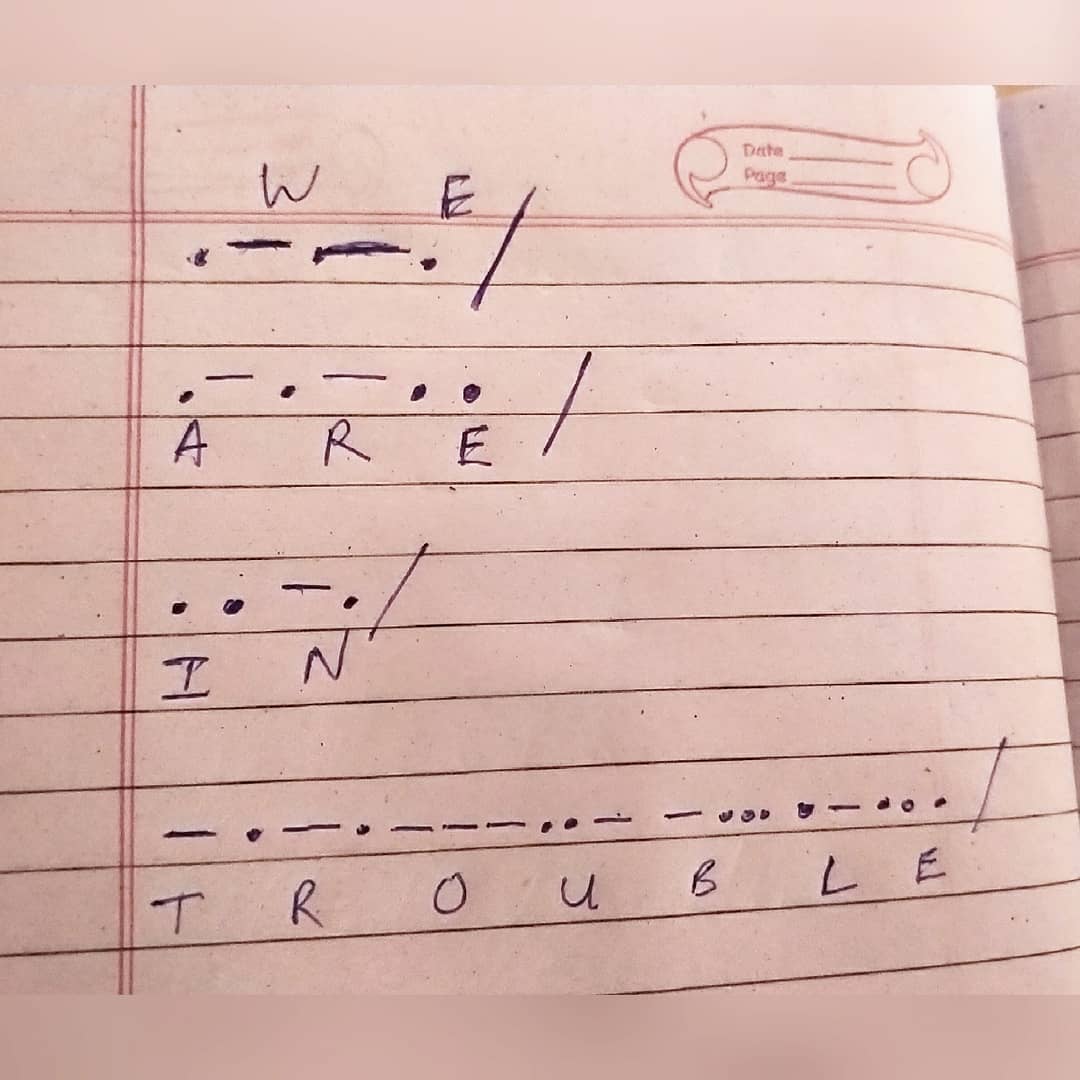 Date
Page
W E
. — — . /
. — . — . . /
A R E
. . — . /
I N
— . — . — — — . . — — . . . . — . . . /
T R O U B L E